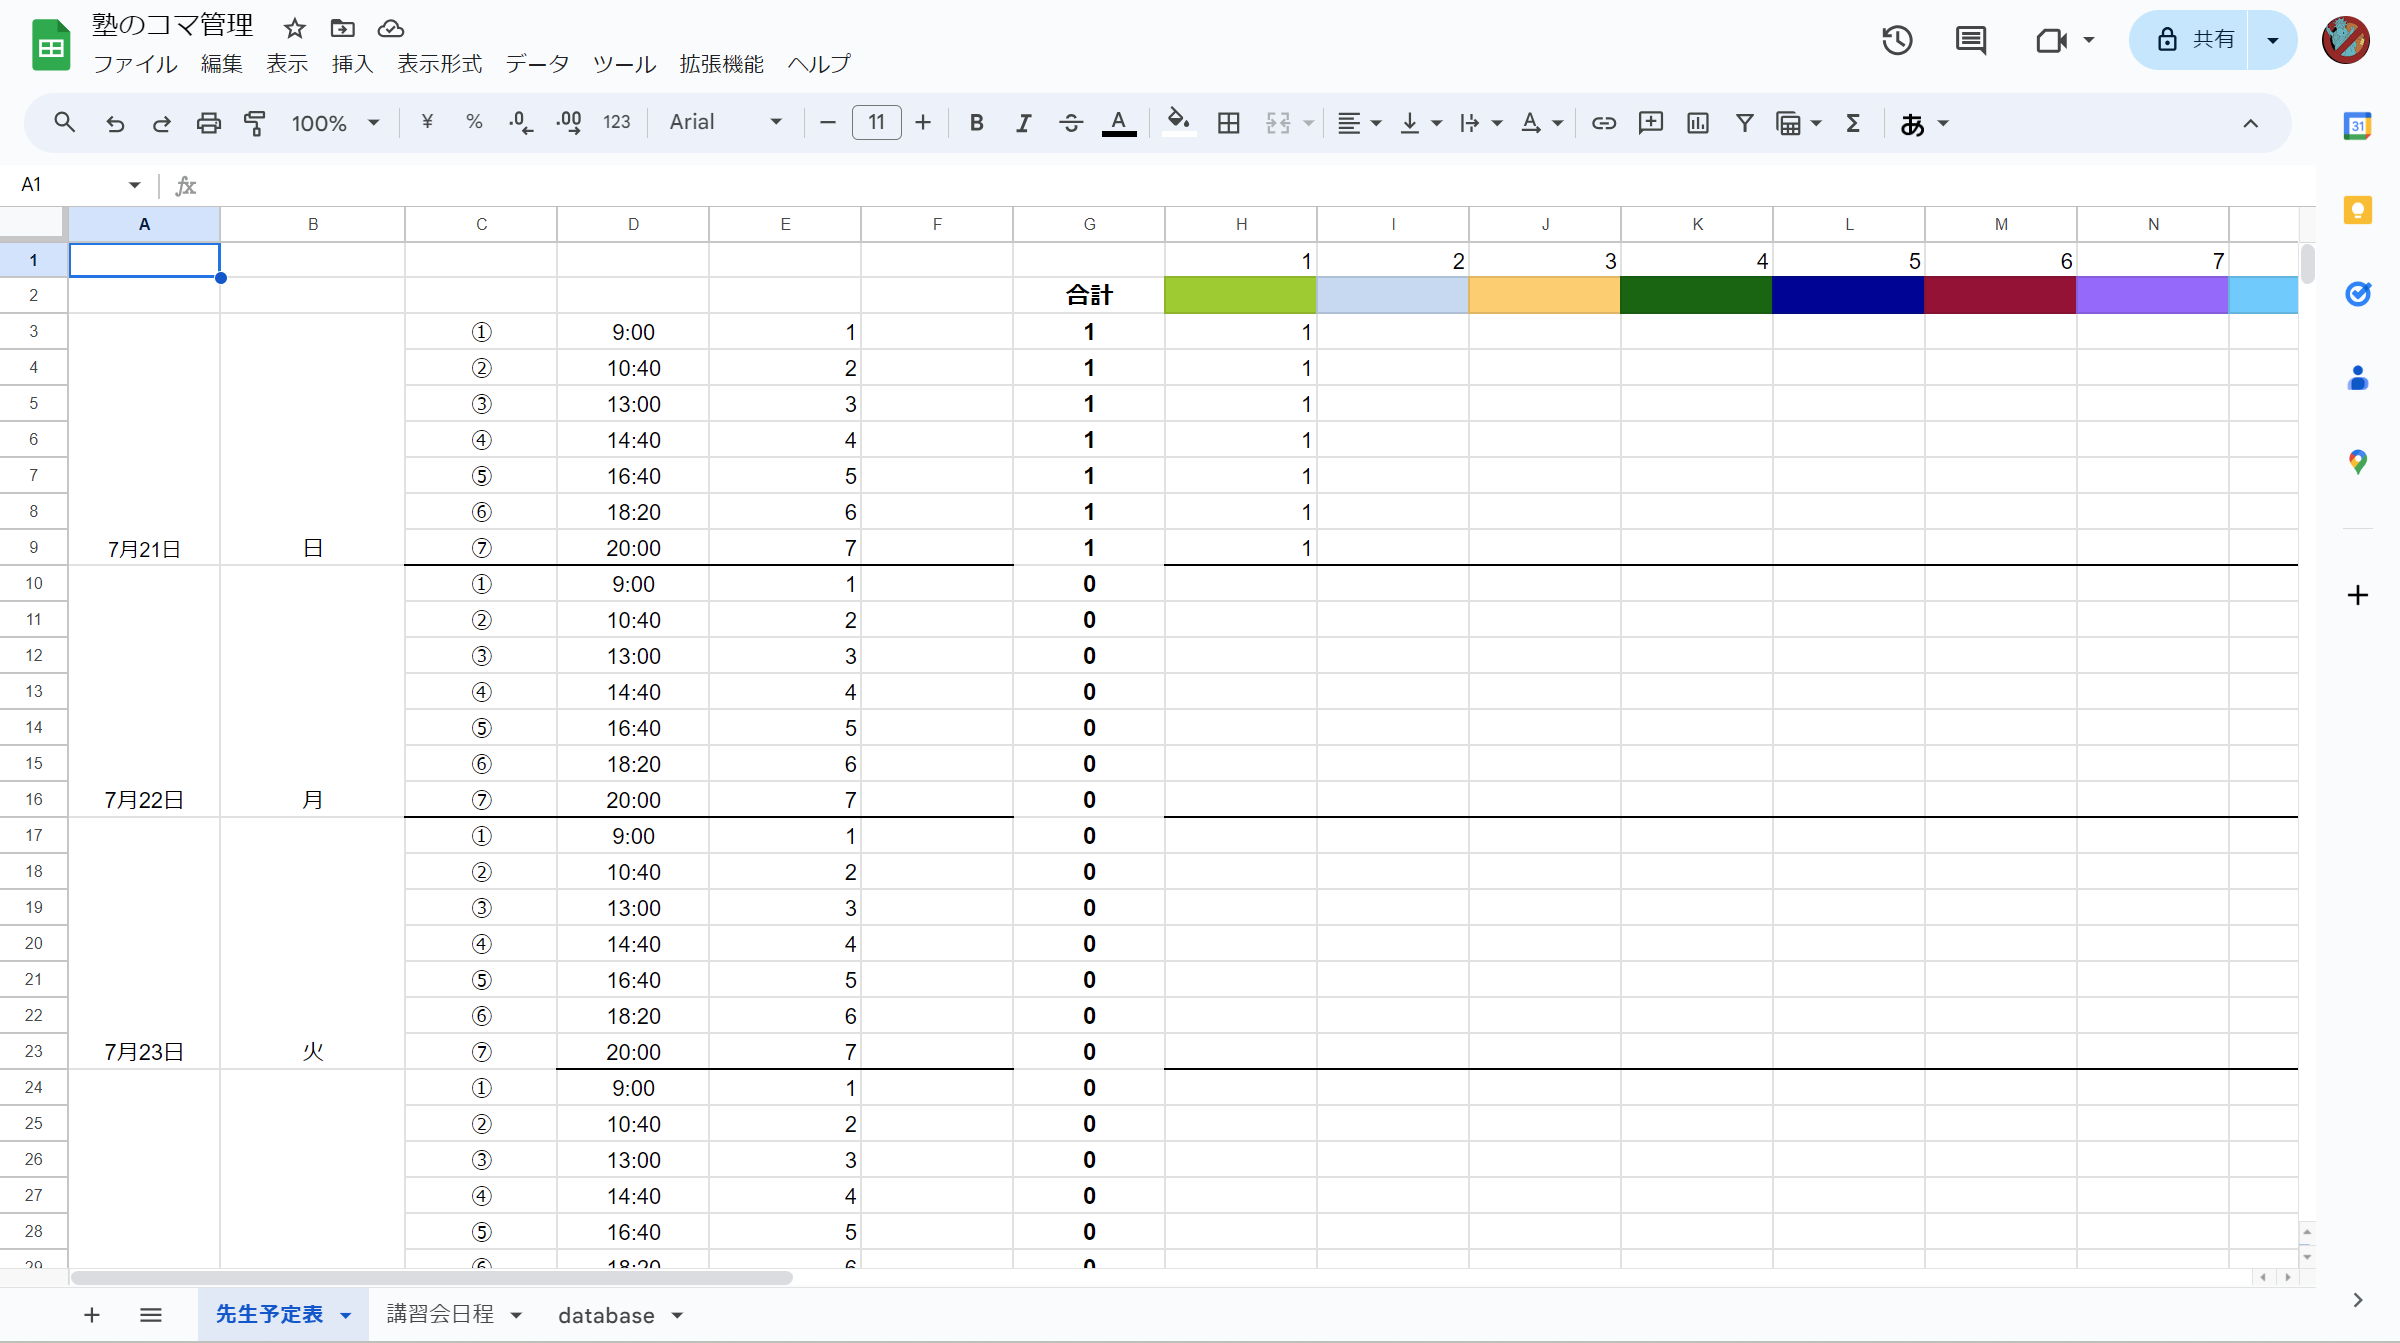 塾のコマ管理
ファイル 編集 表示 挿入 表示形式 データ ツール 拡張機能 ヘルプ
共有
100% ¥ % .0 .00 123 Arial 11 B I A あ
31
A1 fx
A B C D E F G H I J K L M N
1 1 2 3 4 5 6 7
2 合計
3 ① 9:00 1 1 1
4 ② 10:40 2 1 1
5 ③ 13:00 3 1 1
6 ④ 14:40 4 1 1
7 ⑤ 16:40 5 1 1
8 ⑥ 18:20 6 1 1
9 7月21日 日 ⑦ 20:00 7 1 1
10 ① 9:00 1 0
11 ② 10:40 2 0
12 ③ 13:00 3 0
13 ④ 14:40 4 0
14 ⑤ 16:40 5 0
15 ⑥ 18:20 6 0
16 7月22日 月 ⑦ 20:00 7 0
17 ① 9:00 1 0
18 ② 10:40 2 0
19 ③ 13:00 3 0
20 ④ 14:40 4 0
21 ⑤ 16:40 5 0
22 ⑥ 18:20 6 0
23 7月23日 火 ⑦ 20:00 7 0
24 ① 9:00 1 0
25 ② 10:40 2 0
26 ③ 13:00 3 0
27 ④ 14:40 4 0
28 ⑤ 16:40 5 0
29 ⑥ 18:20 6 0
先生予定表 講習会日程 database